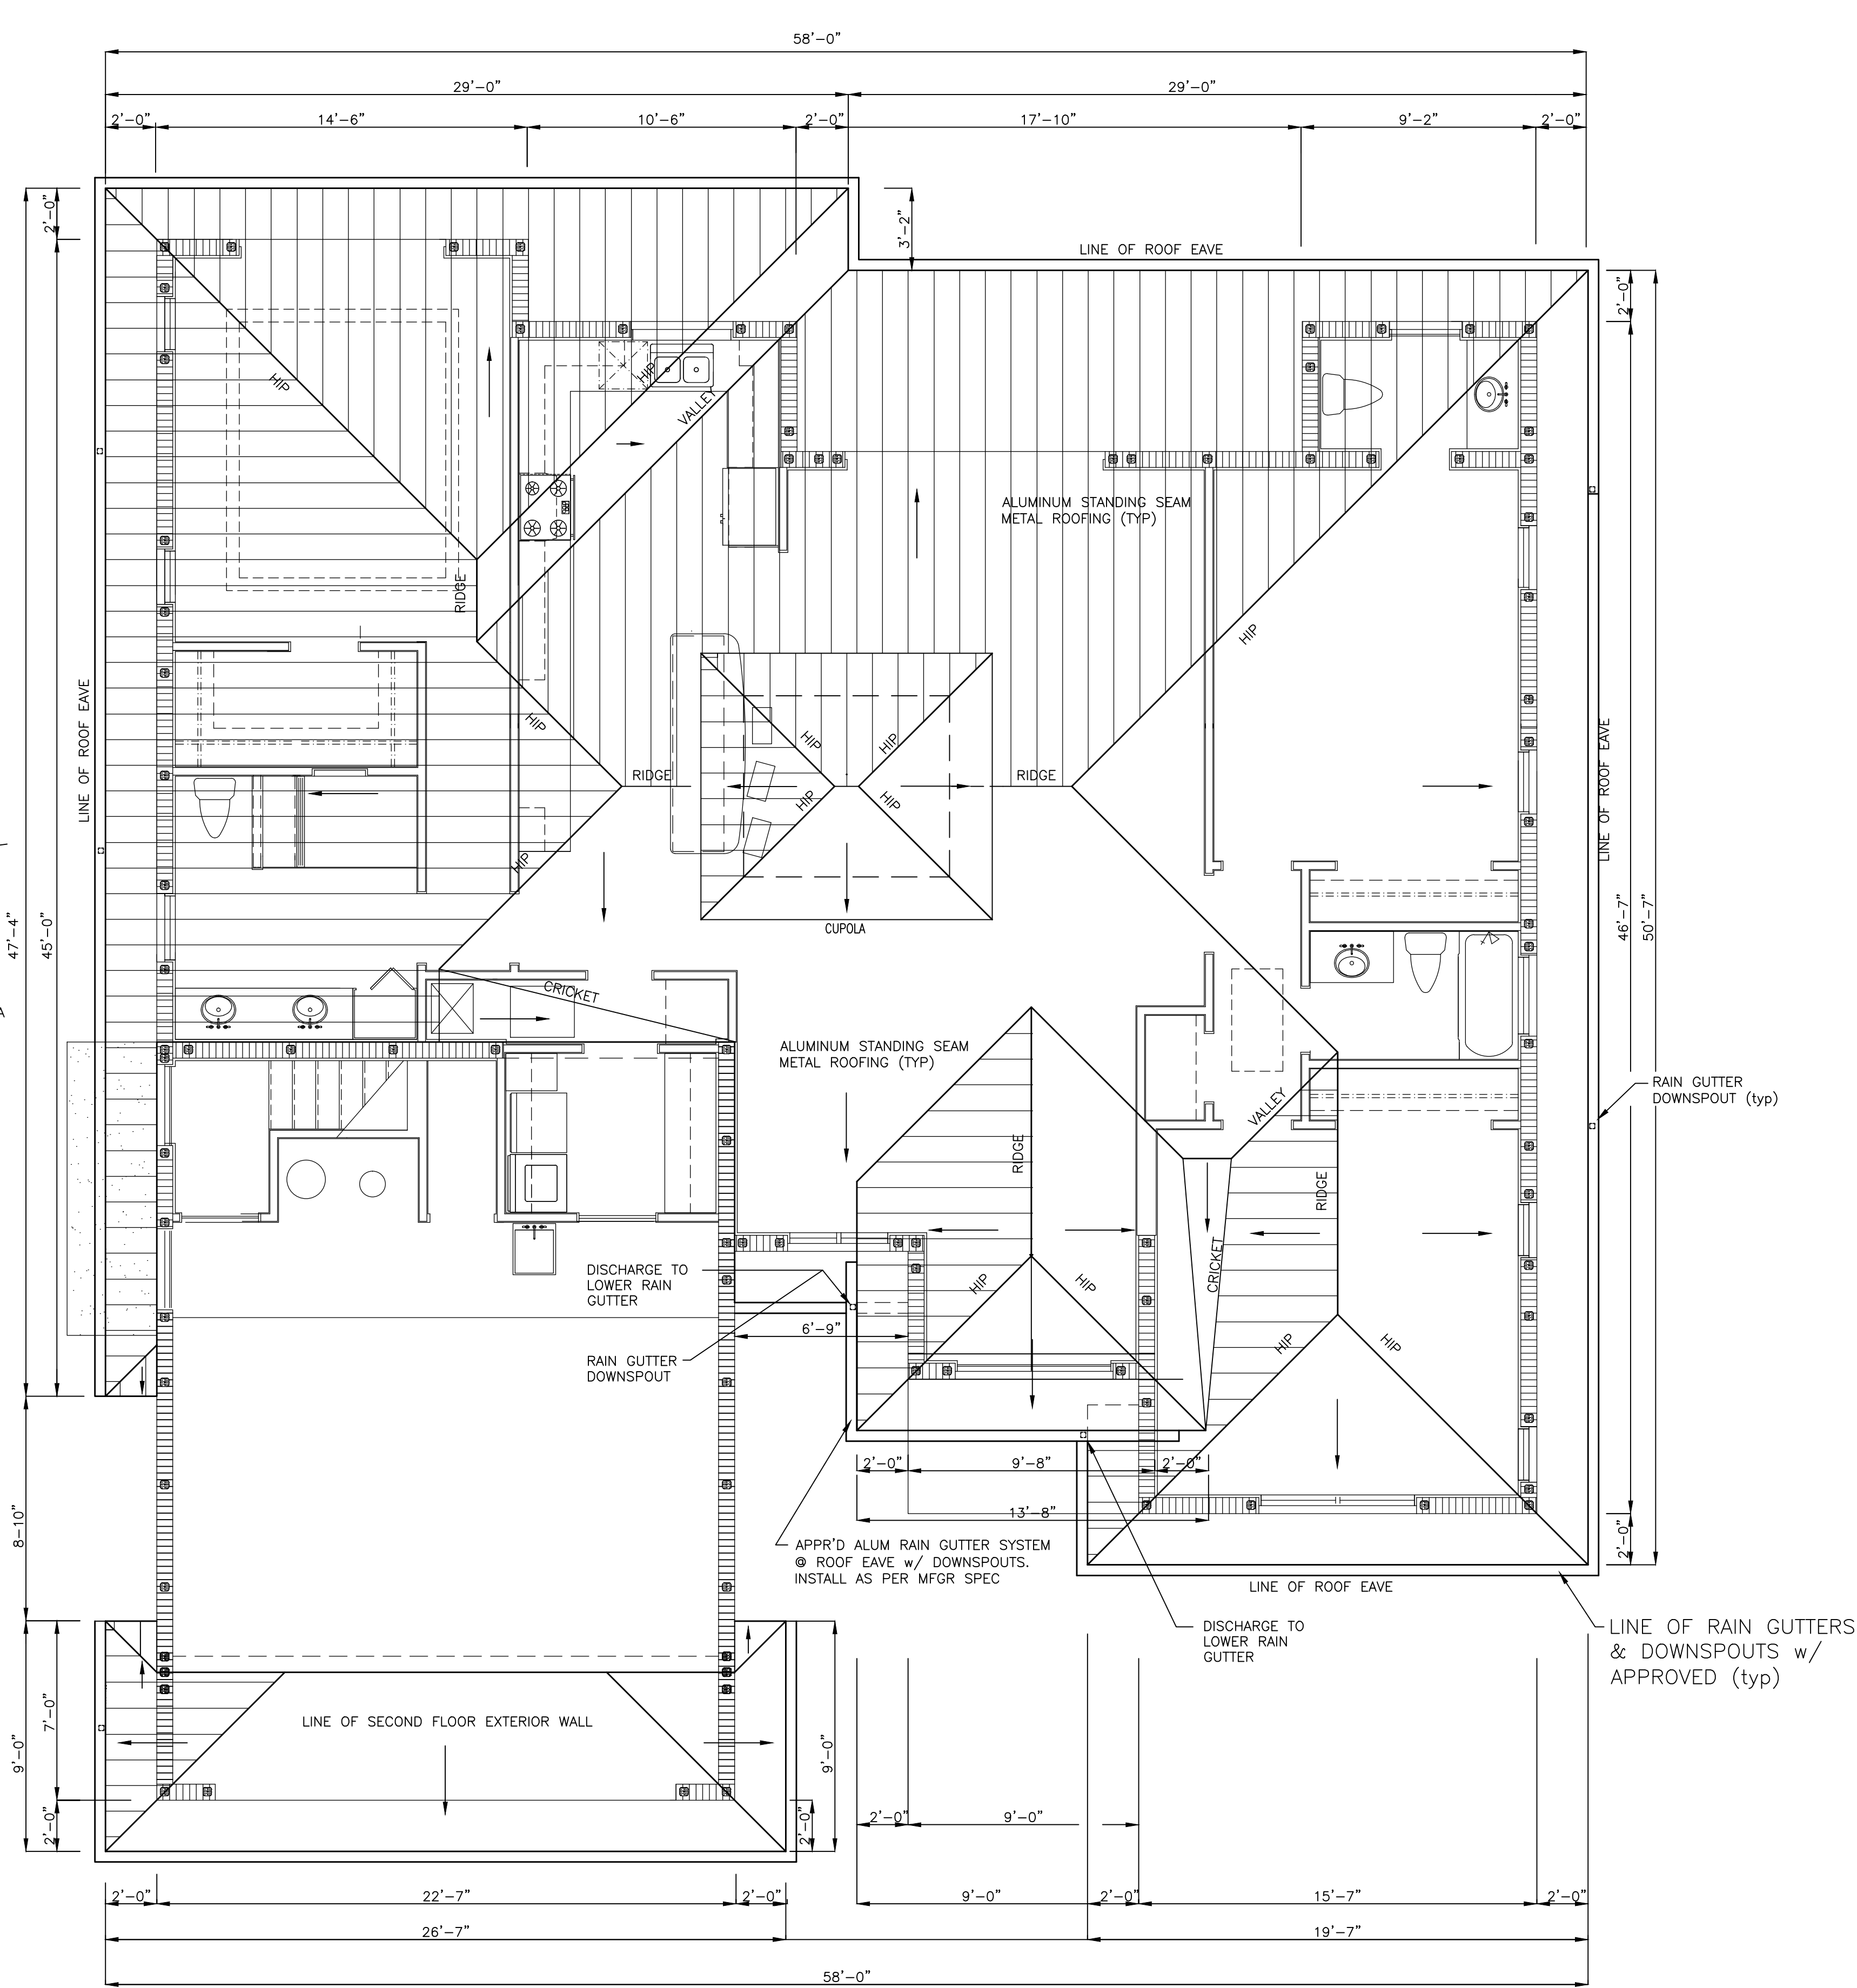 58'-0"
29'-0" 29'-0"
2'-0" 14'-6" 10'-6" 2'-0" 17'-10" 9'-2" 2'-0"
2'-0"
3'-2"
LINE OF ROOF EAVE
2'-0"
HIP
HIP
VALLEY
ALUMINUM STANDING SEAM
METAL ROOFING (TYP)
RIDGE
HIP
LINE OF ROOF EAVE
HIP
HIP
HIP
LINE OF ROOF EAVE
RIDGE
RIDGE
HIP
HIP
HIP
CUPOLA
47'-4"
45'-0"
46'-7"
50'-7"
CRICKET
ALUMINUM STANDING SEAM
METAL ROOFING (TYP)
RAIN GUTTER
DOWNSPOUT (typ)
VALLEY
RIDGE
RIDGE
DISCHARGE TO
LOWER RAIN
GUTTER
HIP
HIP
CRICKET
6'-9"
HIP
HIP
RAIN GUTTER
DOWNSPOUT
2'-0" 9'-8" 2'-0"
13'-8"
8-10"
APPR'D ALUM RAIN GUTTER SYSTEM
@ ROOF EAVE w/ DOWNSPOUTS.
INSTALL AS PER MFGR SPEC
2'-0"
LINE OF ROOF EAVE
DISCHARGE TO
LOWER RAIN
GUTTER
LINE OF RAIN GUTTERS
& DOWNSPOUTS w/
APPROVED (typ)
7'-0"
LINE OF SECOND FLOOR EXTERIOR WALL
9'-0"
9'-0"
2'-0"
2'-0"
2'-0" 9'-0"
2'-0" 22'-7" 2'-0" 9'-0" 2'-0" 15'-7" 2'-0"
26'-7" 19'-7"
58'-0"